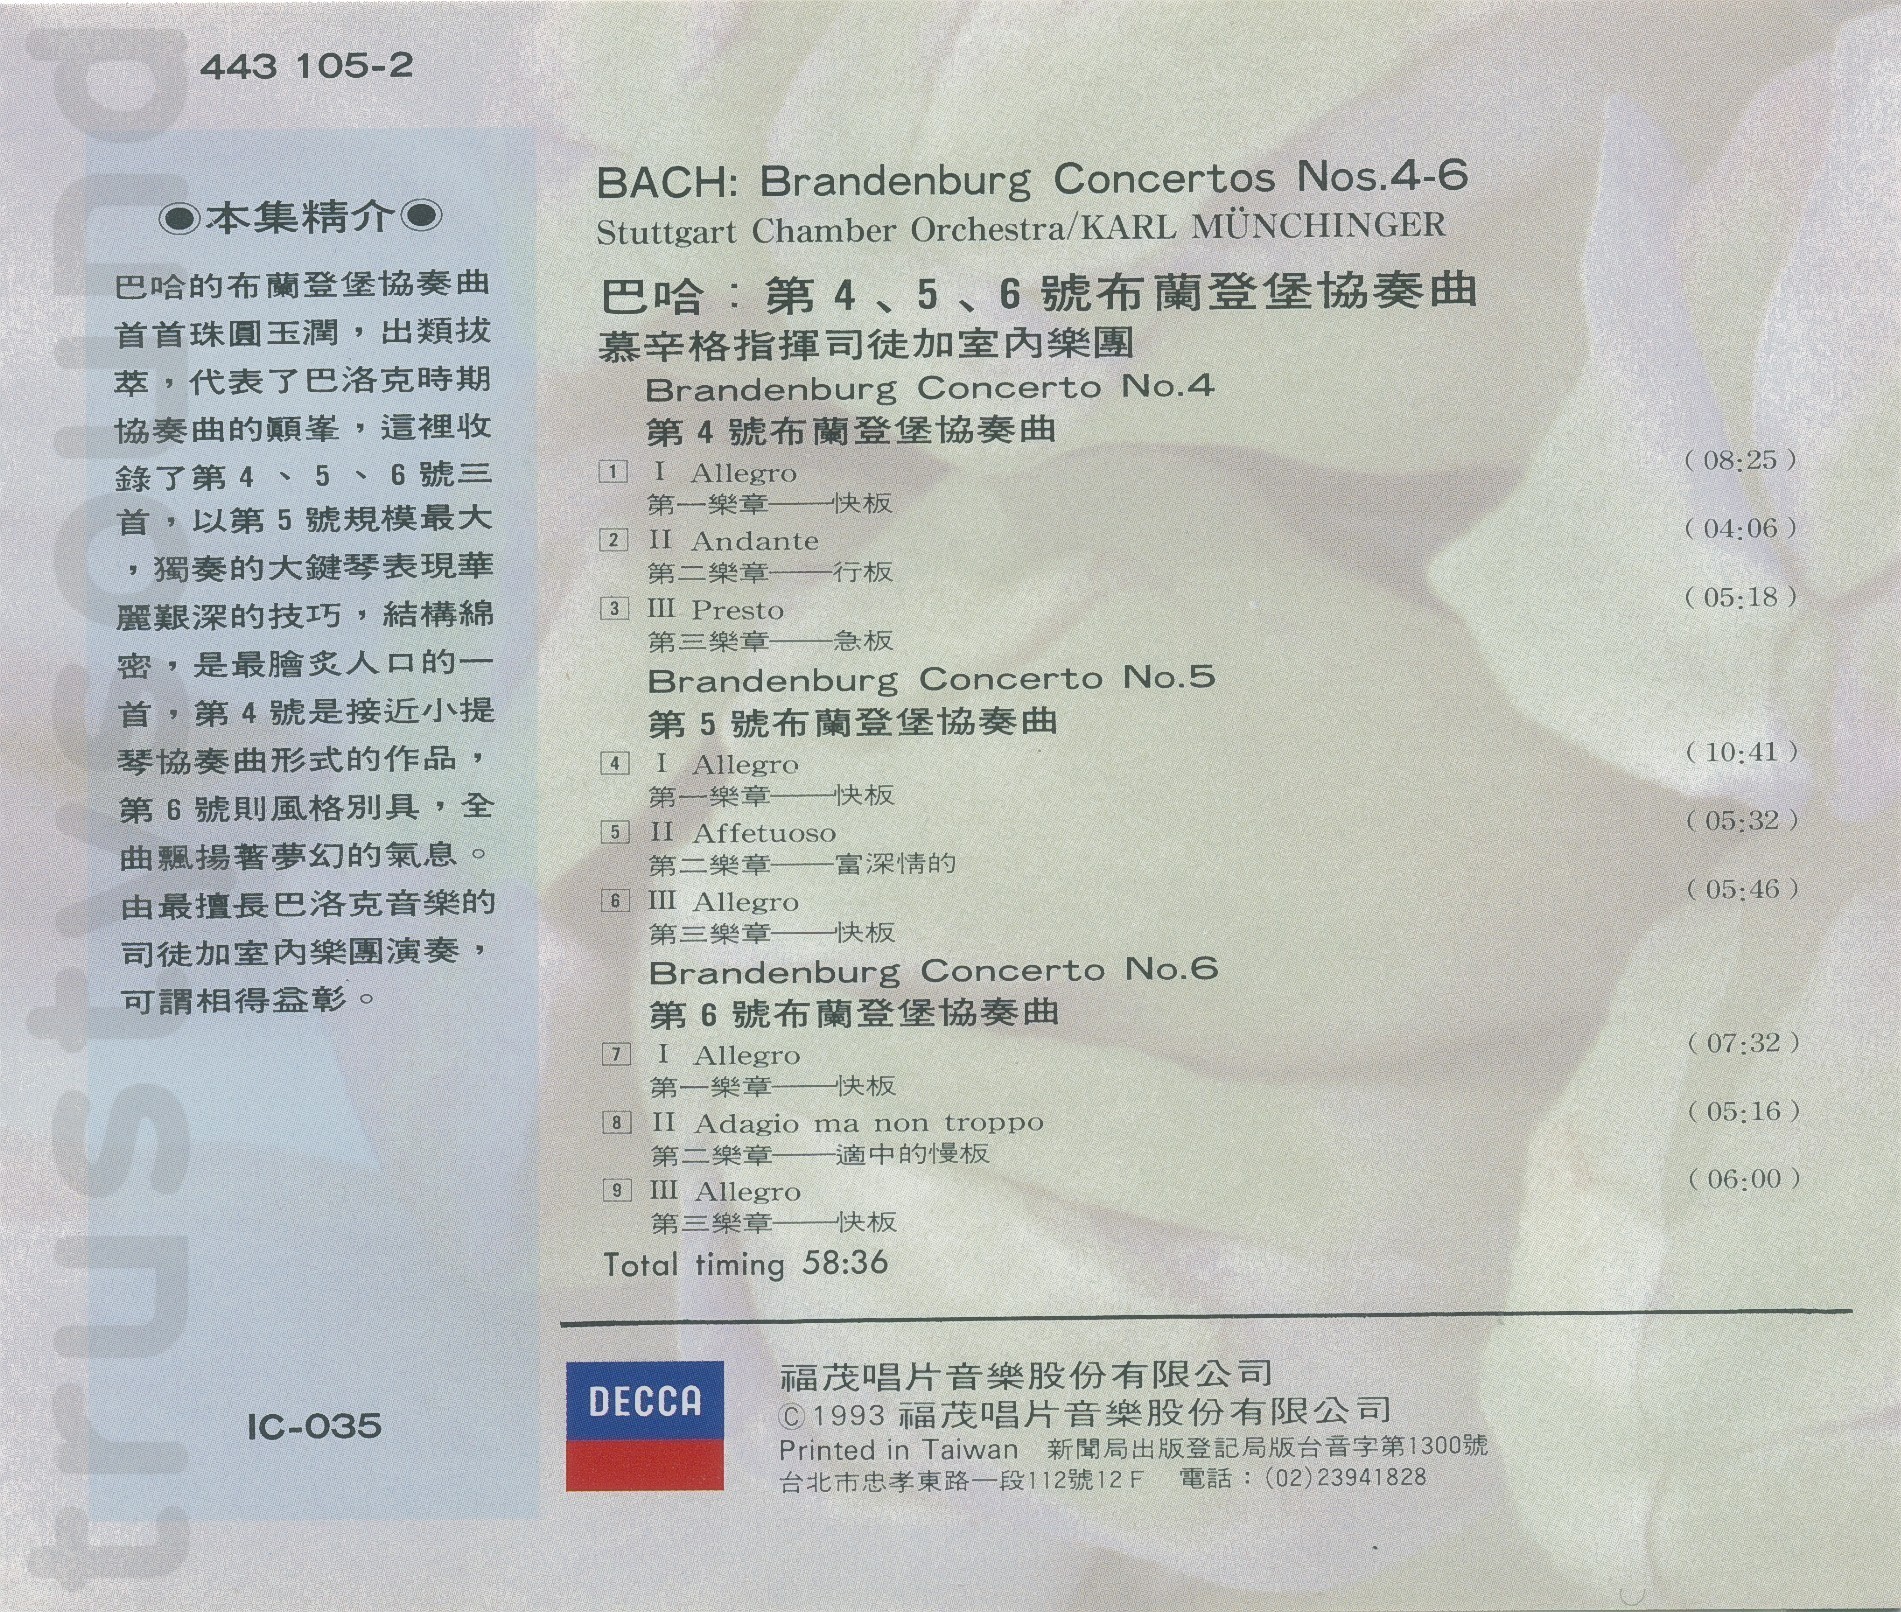 443 105-2
trust your sound
◉本集精介◉
巴哈的布蘭登堡協奏曲
首首珠圓玉潤，出類拔
萃，代表了巴洛克時期
協奏曲的顚峯，這裡收
錄了第4、5、6號三
首，以第5號規模最大
，獨奏的大鍵琴表現華
麗艱深的技巧，結構綿
密，是最膾炙人口的一
首，第4號是接近小提
琴協奏曲形式的作品，
第6號則風格別具，全
曲飄揚著夢幻的氣息。
由最擅長巴洛克音樂的
司徒加室內樂團演奏，
可謂相得益彰。
IC-035
BACH: Brandenburg Concertos Nos.4-6
Stuttgart Chamber Orchestra/KARL MÜNCHINGER
巴哈：第4、5、6號布蘭登堡協奏曲
慕辛格指揮司徒加室內樂團
Brandenburg Concerto No.4
第4號布蘭登堡協奏曲
1 I Allegro (08:25)
第一樂章——快板
2 II Andante (04:06)
第二樂章——行板
3 III Presto (05:18)
第三樂章——急板
Brandenburg Concerto No.5
第5號布蘭登堡協奏曲
4 I Allegro (10:41)
第一樂章——快板
5 II Affetuoso (05:32)
第二樂章——富深情的
6 III Allegro (05:46)
第三樂章——快板
Brandenburg Concerto No.6
第6號布蘭登堡協奏曲
7 I Allegro (07:32)
第一樂章——快板
8 II Adagio ma non troppo (05:16)
第二樂章——適中的慢板
9 III Allegro (06:00)
第三樂章——快板
Total timing 58:36
DECCA
福茂唱片音樂股份有限公司
©1993 福茂唱片音樂股份有限公司
Printed in Taiwan 新聞局出版登記局版台音字第1300號
台北市忠孝東路一段112號12F 電話：(02)23941828